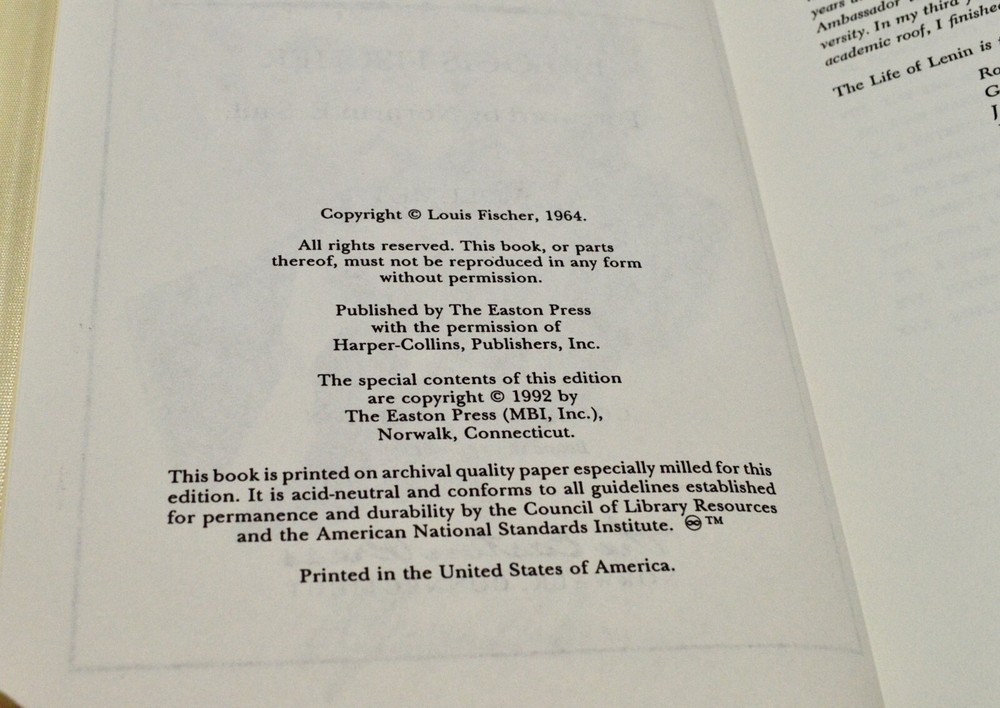 Copyright © Louis Fischer, 1964.
All rights reserved. This book, or parts
thereof, must not be reproduced in any form
without permission.
Published by The Easton Press
with the permission of
Harper-Collins, Publishers, Inc.
The special contents of this edition
are copyright © 1992 by
The Easton Press (MBI, Inc.),
Norwalk, Connecticut.
This book is printed on archival quality paper especially milled for this
edition. It is acid-neutral and conforms to all guidelines established
for permanence and durability by the Council of Library Resources
and the American National Standards Institute. ♾ ™
Printed in the United States of America.
years
Ambassador
versity. In my third
academic roof, I finished
The Life of Lenin is